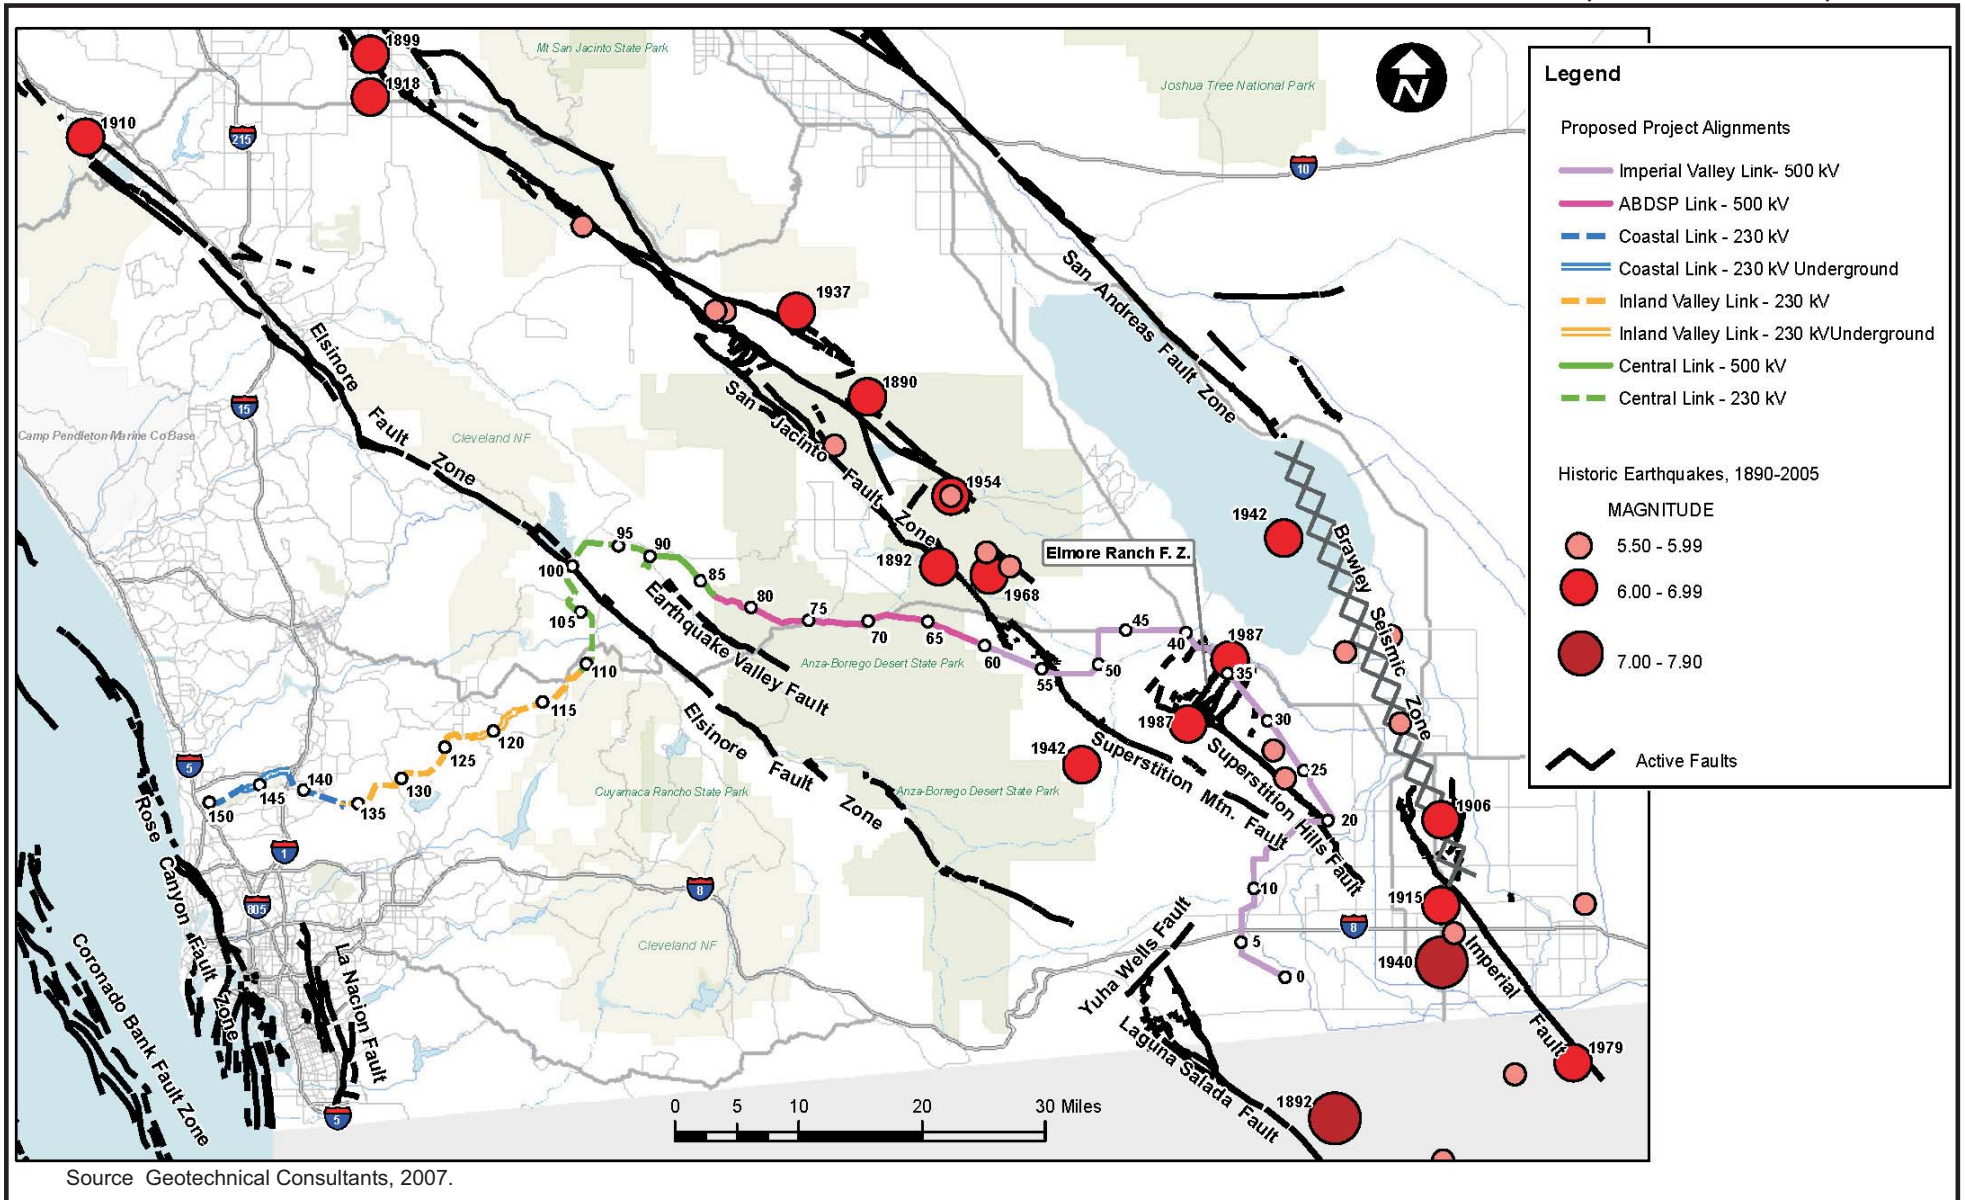 1899
Mt San Jacinto State Park
1918
Joshua Tree National Park
N
1910
215
10
1937
San Andreas Fault Zone
Elsinore Fault Zone
1890
15
Camp Pendleton Marine Co Base
Cleveland NF
San Jacinto Fault Zone
1954
1942
Brawley Seismic Zone
95
90
Elmore Ranch F. Z.
100
85
1892
1968
80
105
75
70
65
45
40
1987
Earthquake Valley Fault
60
Anza-Borrego Desert State Park
110
55
50
35
115
Elsinore Fault Zone
1987
30
120
125
1942
Superstition Mtn. Fault
Superstition Hills Fault
25
5
140
130
145
Cuyamaca Rancho State Park
Anza-Borrego Desert State Park
150
135
20
1906
Rose Canyon Fault Zone
1
8
10
1915
805
8
Coronado Bank Fault Zone
La Nacion Fault
Cleveland NF
Yuha Wells Fault
5
0
1940
Imperial Fault
Laguna Salada Fault
1979
5
1892
0 5 10 20 30 Miles
Source Geotechnical Consultants, 2007.
Legend
Proposed Project Alignments
Imperial Valley Link- 500 kV
ABDSP Link - 500 kV
Coastal Link - 230 kV
Coastal Link - 230 kV Underground
Inland Valley Link - 230 kV
Inland Valley Link - 230 kVUnderground
Central Link - 500 kV
Central Link - 230 kV
Historic Earthquakes, 1890-2005
MAGNITUDE
5.50 - 5.99
6.00 - 6.99
7.00 - 7.90
Active Faults